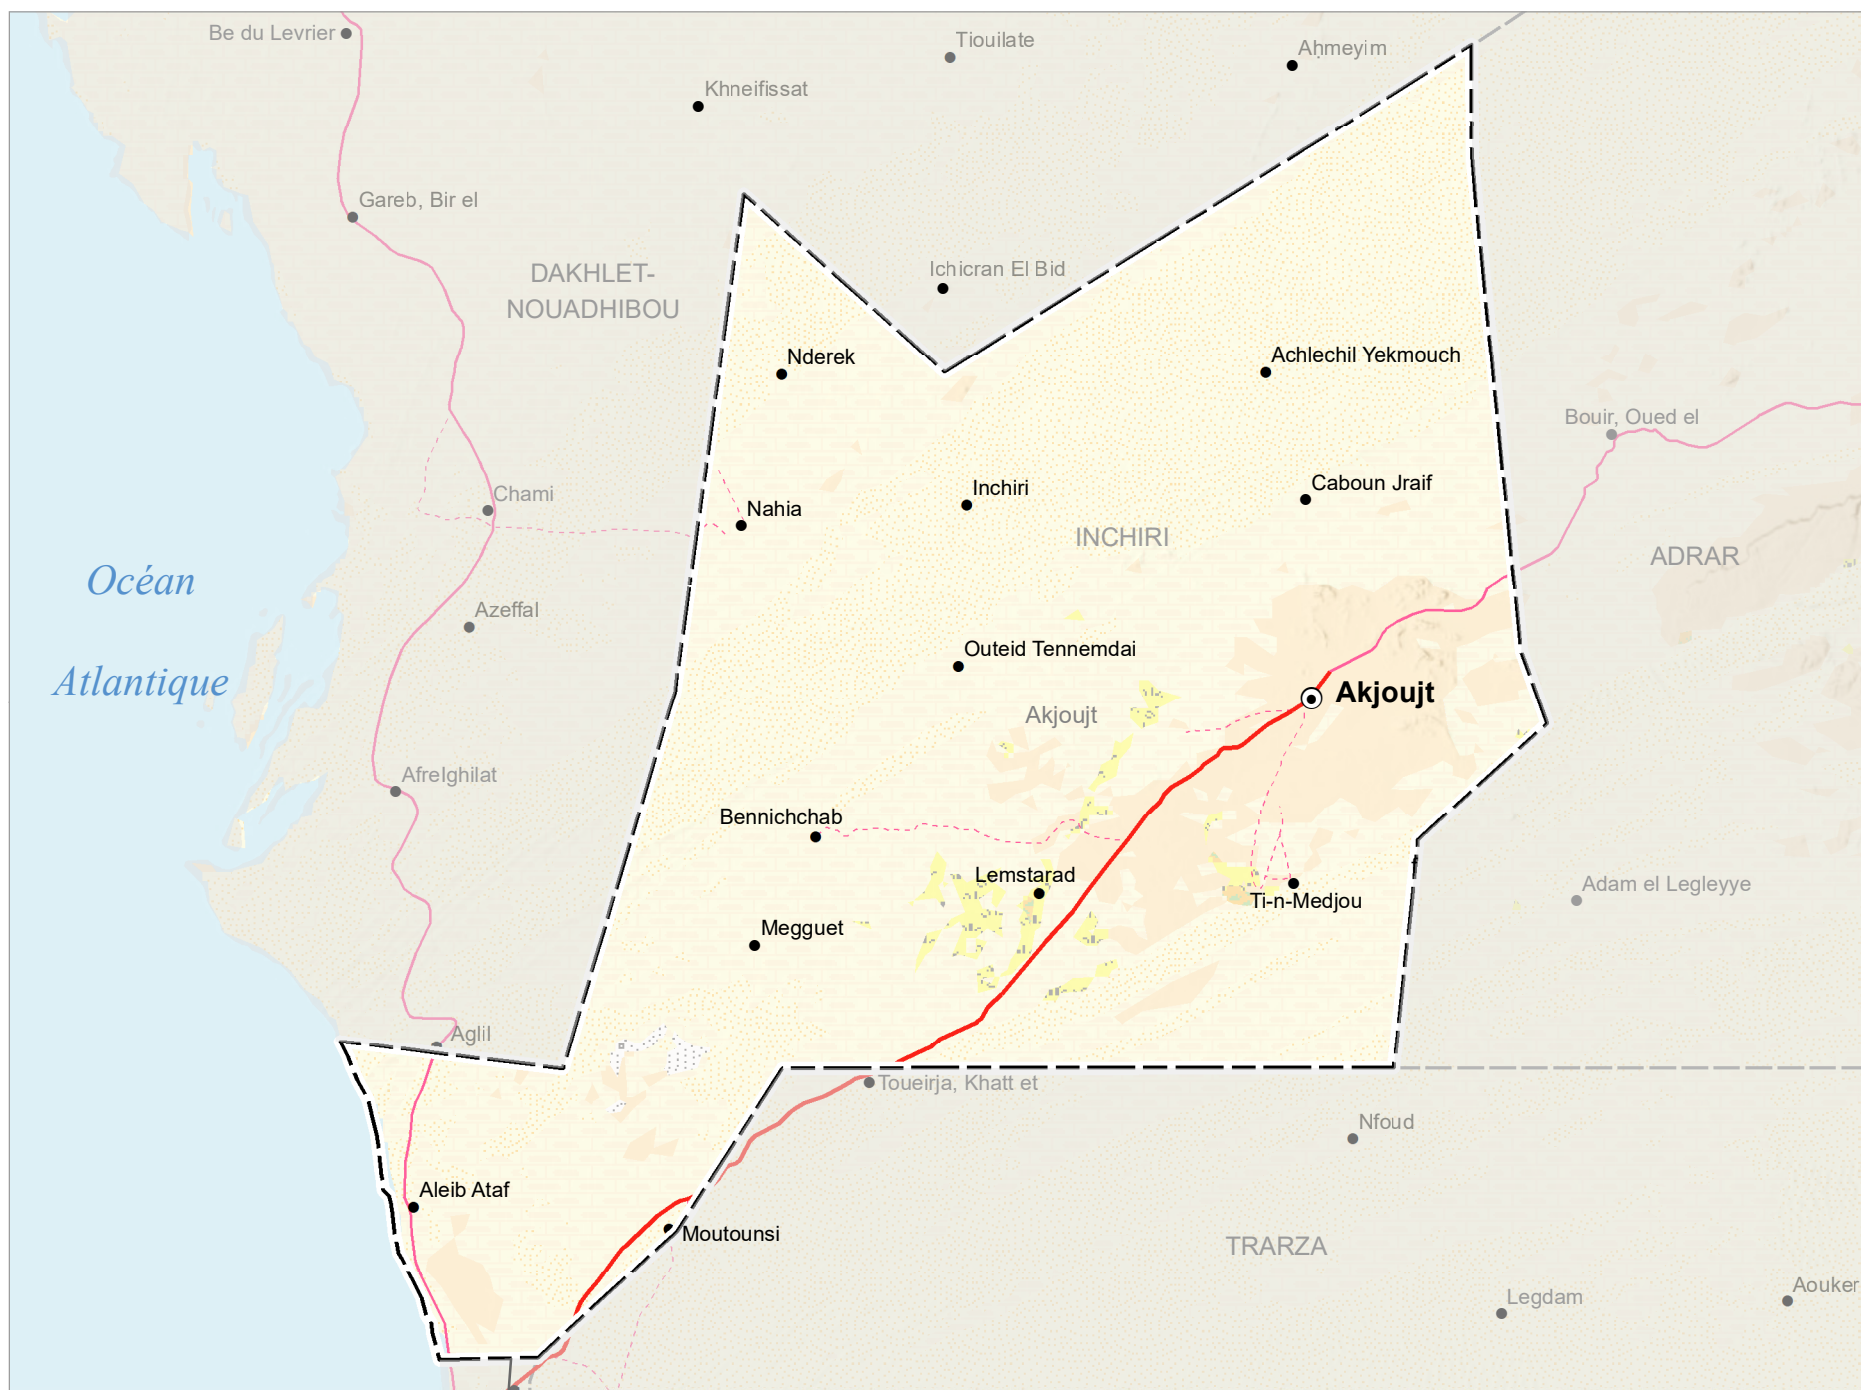 Be du Levrier
Tiouilate
Ahmeyim
Khneifissat
Gareb, Bir el
DAKHLET-
NOUADHIBOU
Ichicran El Bid
Nderek
Achlechil Yekmouch
Bouir, Oued el
Chami
Nahia
Inchiri
Caboun Jraif
INCHIRI
ADRAR
Océan
Atlantique
Azeffal
Outeid Tennemdai
Akjoujt
Akjoujt
Afrelghilat
Bennichchab
Lemstarad
Ti-n-Medjou
Adam el Legleyye
Megguet
Aglil
Toueirja, Khatt et
Nfoud
Aleib Ataf
Moutounsi
TRARZA
Legdam
Aouker